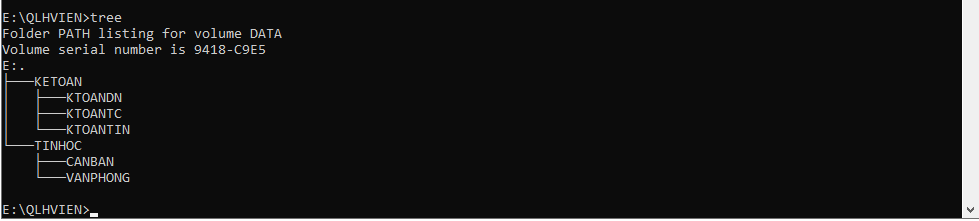 E:\QLHVIEN>tree
Folder PATH listing for volume DATA
Volume serial number is 9418-C9E5
E:.
├───KETOAN
│   ├───KTOANDN
│   ├───KTOANTC
│   └───KTOANTIN
└───TINHOC
    ├───CANBAN
    └───VANPHONG
E:\QLHVIEN>